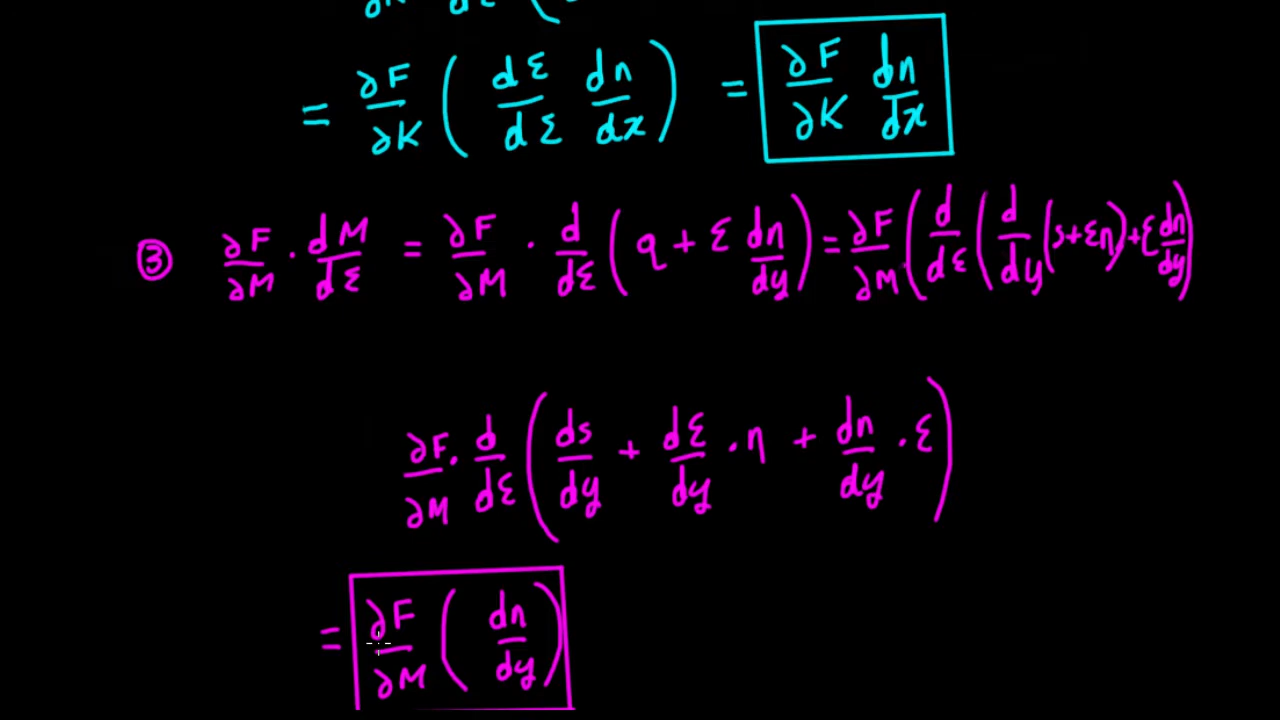 = ∂F/∂K ( dε/dε dη/dx ) = ∂F/∂K dη/dx
③ ∂F/∂M · dM/dε = ∂F/∂M · d/dε ( q + ε dη/dy ) = ∂F/∂M ( d/dε ( d/dy (s+εη) + ε dη/dy )
∂F/∂M · d/dε ( ds/dy + dε/dy · η + dη/dy · ε )
= ∂F/∂M ( dη/dy )